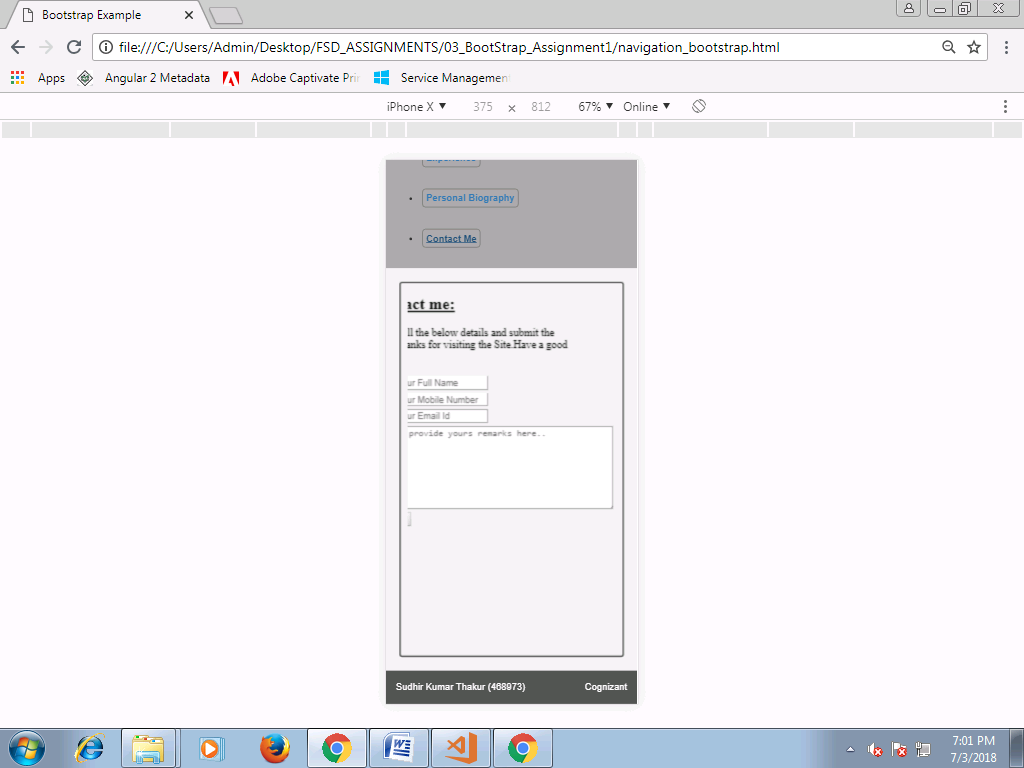 Bootstrap Example
file:///C:/Users/Admin/Desktop/FSD_ASSIGNMENTS/03_BootStrap_Assignment1/navigation_bootstrap.html
Apps Angular 2 Metadata Adobe Captivate Pri Service Management
iPhone X 375 x 812 67% Online
Experience
Personal Biography
Contact Me
act me:
ll the below details and submit the
anks for visiting the Site.Have a good
ur Full Name
ur Mobile Number
ur Email Id
provide yours remarks here..
Sudhir Kumar Thakur (468973) Cognizant
7:01 PM
7/3/2018